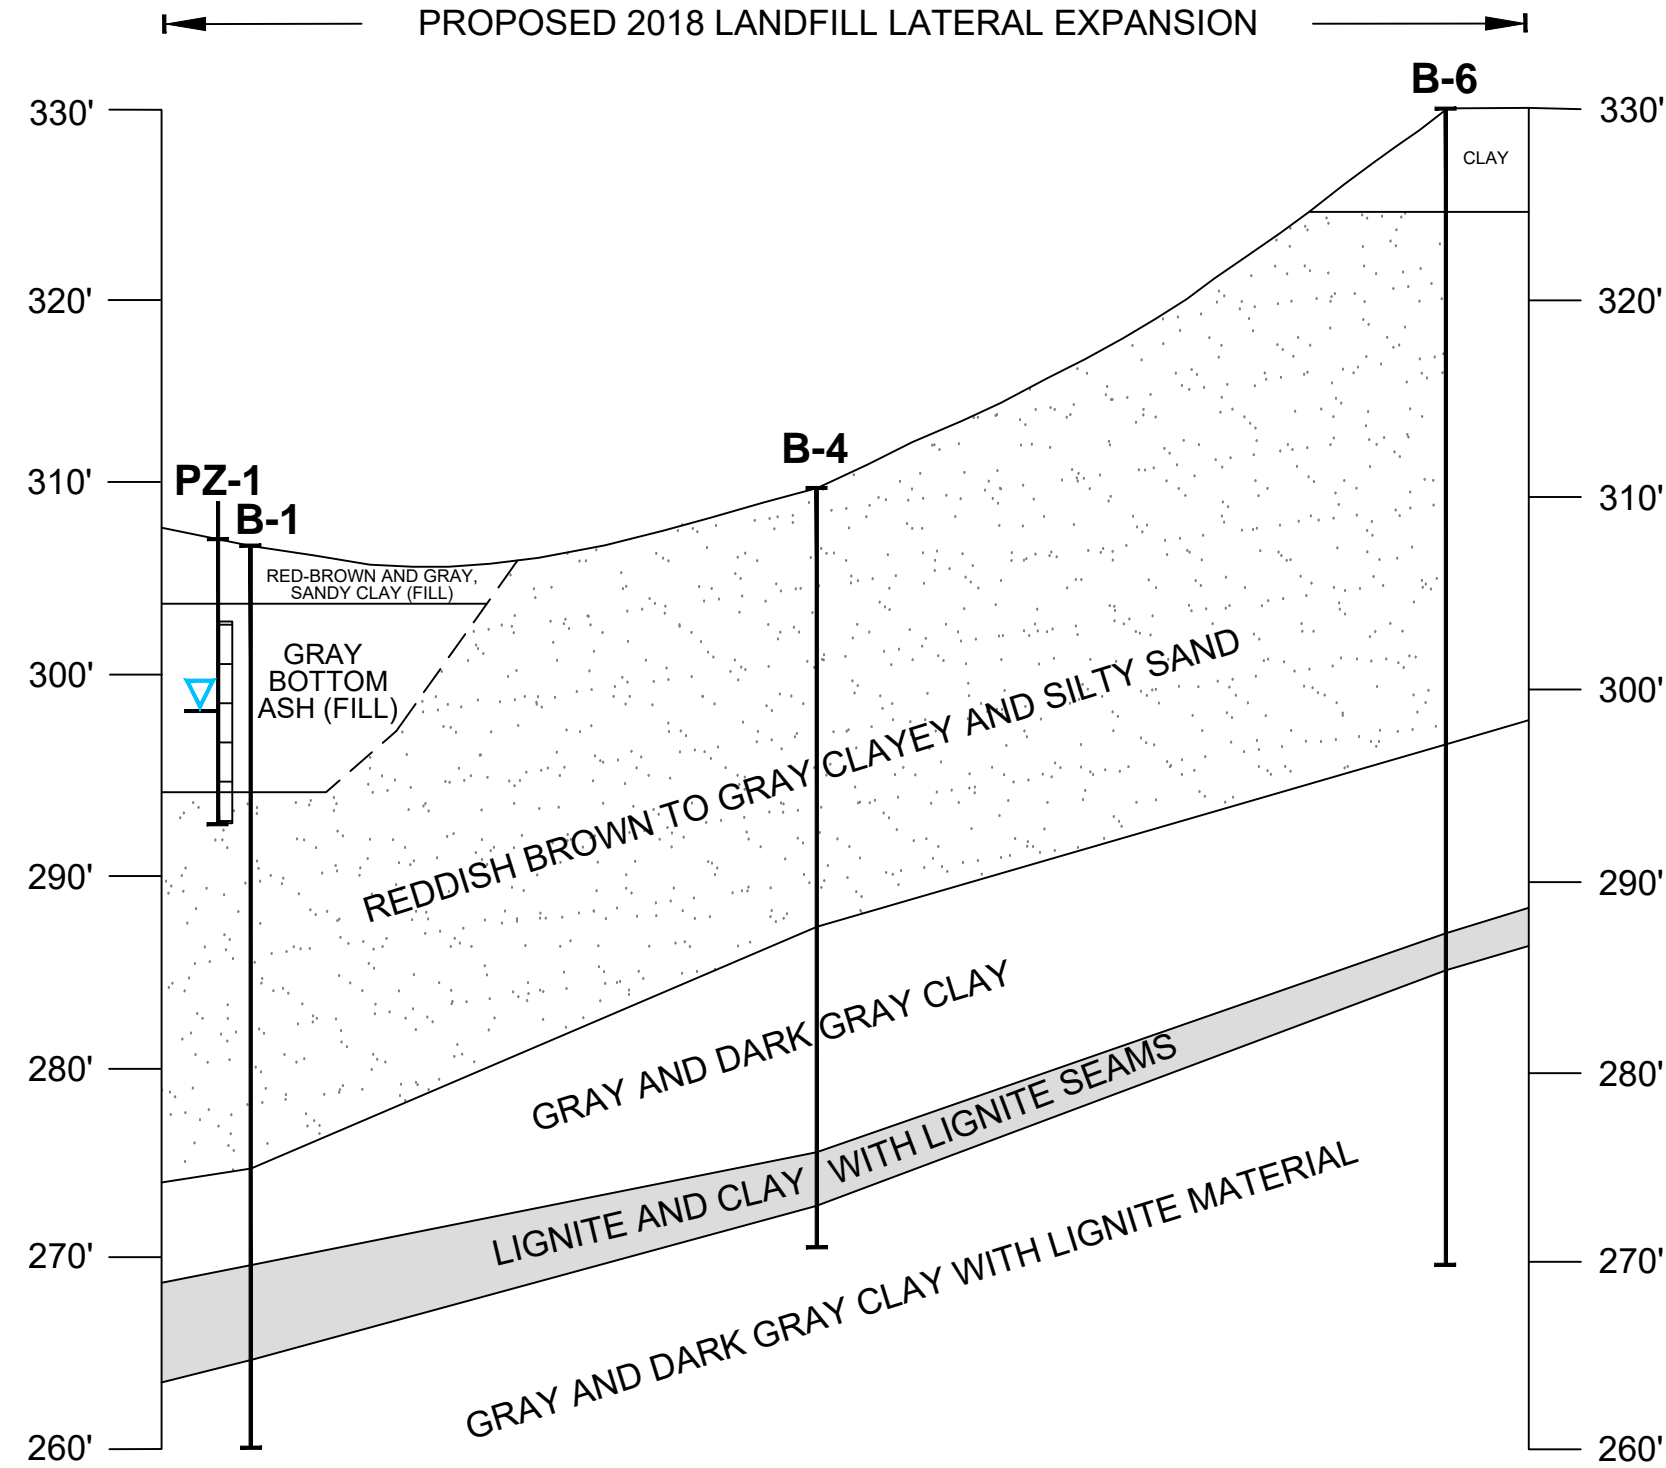 PROPOSED 2018 LANDFILL LATERAL EXPANSION
B-6
330'
330'
CLAY
320'
320'
B-4
310'
PZ-1
310'
B-1
RED-BROWN AND GRAY,
SANDY CLAY (FILL)
GRAY
BOTTOM
ASH (FILL)
300'
300'
REDDISH BROWN TO GRAY CLAYEY AND SILTY SAND
290'
290'
GRAY AND DARK GRAY CLAY
280'
280'
LIGNITE AND CLAY WITH LIGNITE SEAMS
270'
270'
GRAY AND DARK GRAY CLAY WITH LIGNITE MATERIAL
260'
260'